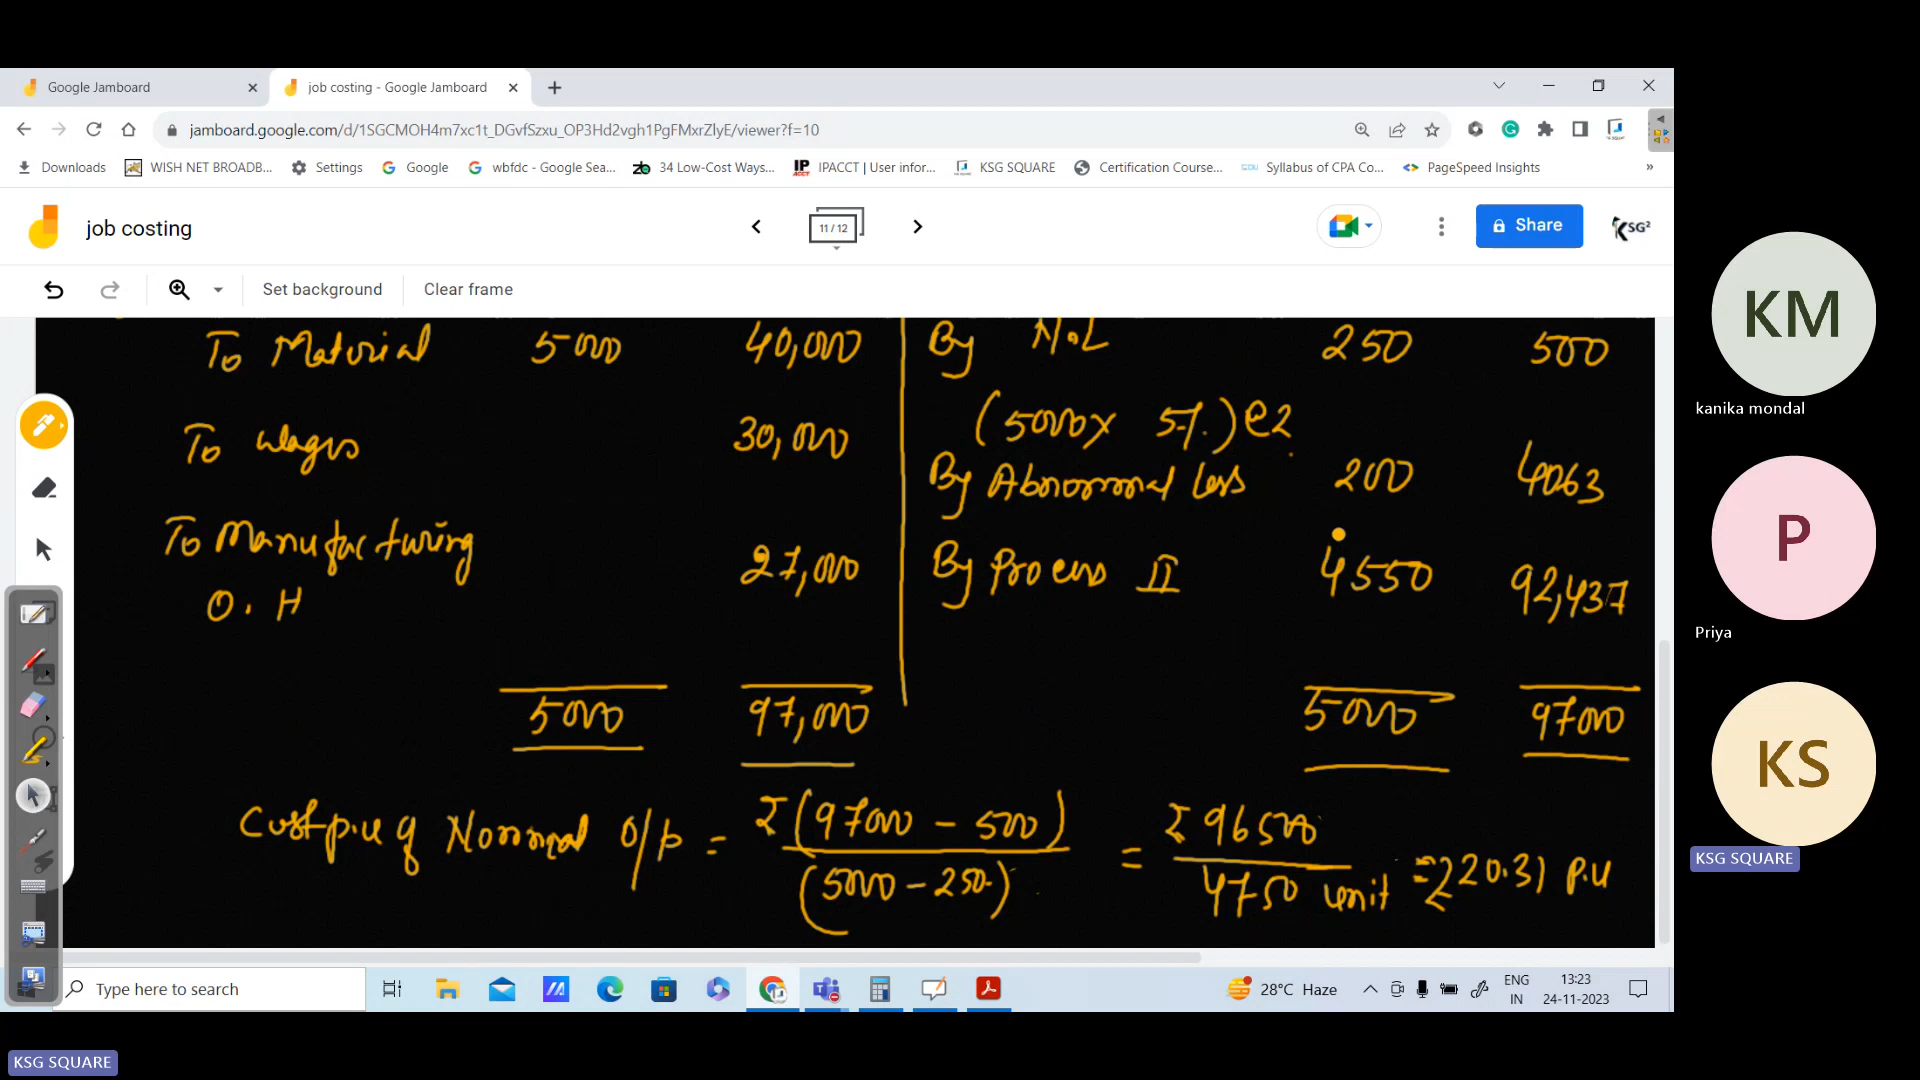 Google Jamboard
job costing - Google Jamboard
jamboard.google.com/d/1SGCMOH4m7xc1t_DGvfSzxu_OP3Hd2vgh1PgFMxrZlyE/viewer?f=10
Downloads
WISH NET BROADB...
Settings
Google
wbfdc - Google Sea...
34 Low-Cost Ways...
IPACCT | User infor...
KSG SQUARE
Certification Course...
Syllabus of CPA Co...
PageSpeed Insights
»
job costing
11 / 12
Share
KSG²
Set background
Clear frame
To Material 5000 40,000 By N.L 250 500
(5000 x 5%) @2
To Wages 30,000
By Abnormal Loss 200 4063
To Manufacturing 27,000 By Process II 4550 92,437
O. H
5000 97,000 5000 97000
Cost p.u of Normal O/p = ₹ (97000 - 500) / (5000 - 250) = ₹ 96500 / 4750 unit = ₹ 20.31 P.U
KM
kanika mondal
P
Priya
KS
KSG SQUARE
Type here to search
28°C Haze
ENG
IN
13:23
24-11-2023
KSG SQUARE